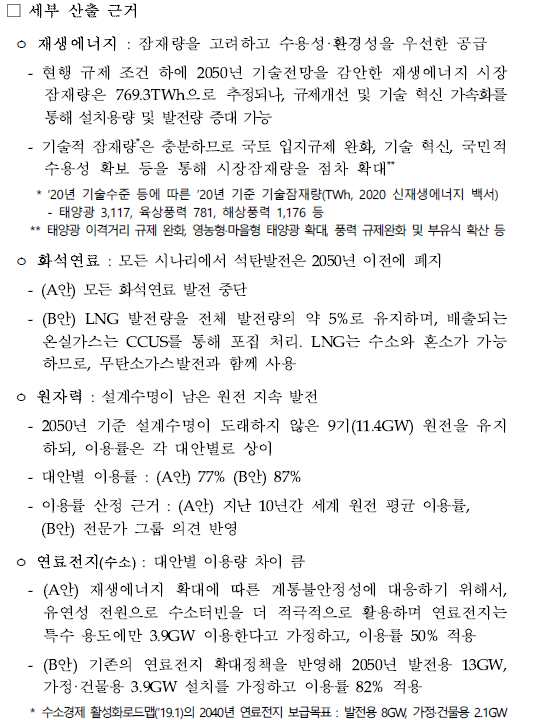 □ 세부 산출 근거
ㅇ 재생에너지 : 잠재량을 고려하고 수용성·환경성을 우선한 공급
- 현행 규제 조건 하에 2050년 기술전망을 감안한 재생에너지 시장
잠재량은 769.3TWh으로 추정되나, 규제개선 및 기술 혁신 가속화를
통해 설치용량 및 발전량 증대 가능
- 기술적 잠재량*은 충분하므로 국토 입지규제 완화, 기술 혁신, 국민적
수용성 확보 등을 통해 시장잠재량을 점차 확대**
* ’20년 기술수준 등에 따른 ’20년 기준 기술잠재량(TWh, 2020 신재생에너지 백서)
- 태양광 3,117, 육상풍력 781, 해상풍력 1,176 등
** 태양광 이격거리 규제 완화, 영농형·마을형 태양광 확대, 풍력 규제완화 및 부유식 확산 등
ㅇ 화석연료 : 모든 시나리에서 석탄발전은 2050년 이전에 폐지
- (A안) 모든 화석연료 발전 중단
- (B안) LNG 발전량을 전체 발전량의 약 5%로 유지하며, 배출되는
온실가스는 CCUS를 통해 포집 처리. LNG는 수소와 혼소가 가능
하므로, 무탄소가스발전과 함께 사용
ㅇ 원자력 : 설계수명이 남은 원전 지속 발전
- 2050년 기준 설계수명이 도래하지 않은 9기(11.4GW) 원전을 유지
하되, 이용률은 각 대안별로 상이
- 대안별 이용률 : (A안) 77% (B안) 87%
- 이용률 산정 근거 : (A안) 지난 10년간 세계 원전 평균 이용률,
(B안) 전문가 그룹 의견 반영
ㅇ 연료전지(수소) : 대안별 이용량 차이 큼
- (A안) 재생에너지 확대에 따른 계통불안정성에 대응하기 위해서,
유연성 전원으로 수소터빈을 더 적극적으로 활용하며 연료전지는
특수 용도에만 3.9GW 이용한다고 가정하고, 이용률 50% 적용
- (B안) 기존의 연료전지 확대정책을 반영해 2050년 발전용 13GW,
가정·건물용 3.9GW 설치를 가정하고 이용률 82% 적용
* 수소경제 활성화로드맵(’19.1)의 2040년 연료전지 보급목표 : 발전용 8GW, 가정·건물용 2.1GW